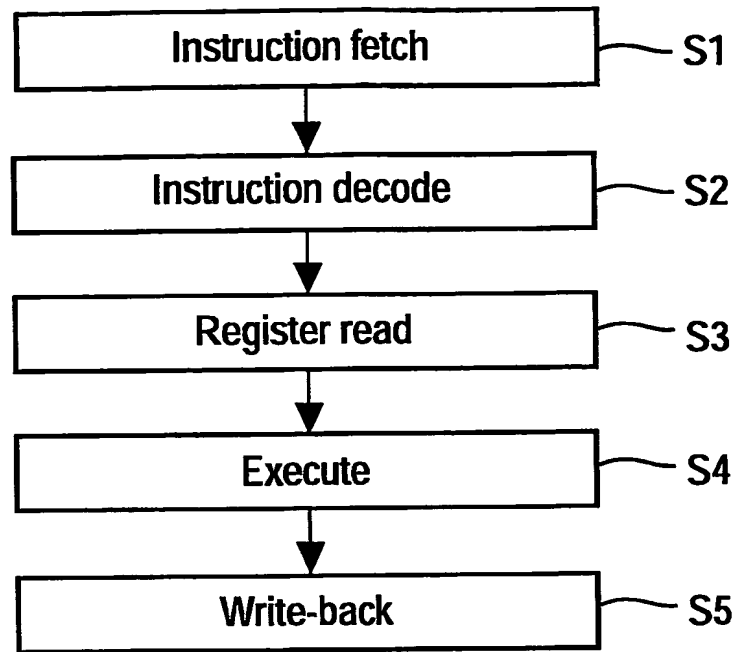 Instruction fetch S1
Instruction decode S2
Register read S3
Execute S4
Write-back S5